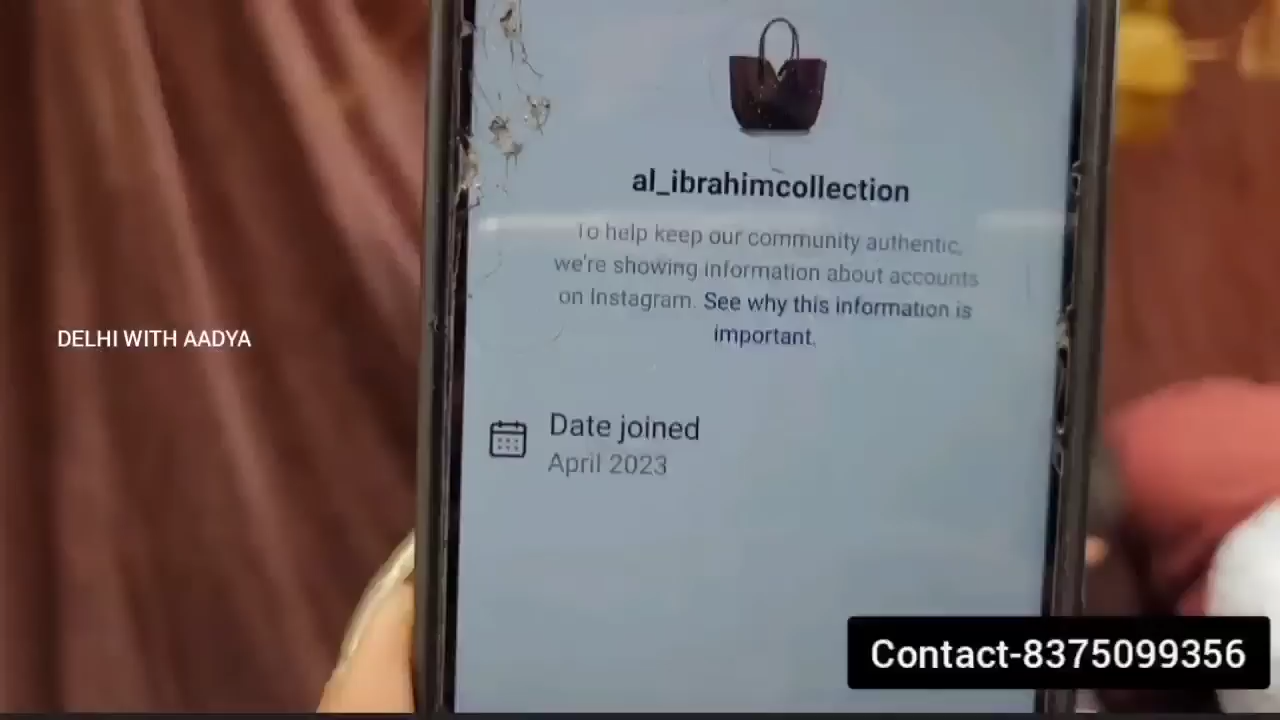 al_ibrahimcollection
To help keep our community authentic,
we're showing information about accounts
on Instagram. See why this information is
important.
DELHI WITH AADYA
Date joined
April 2023
Contact-8375099356